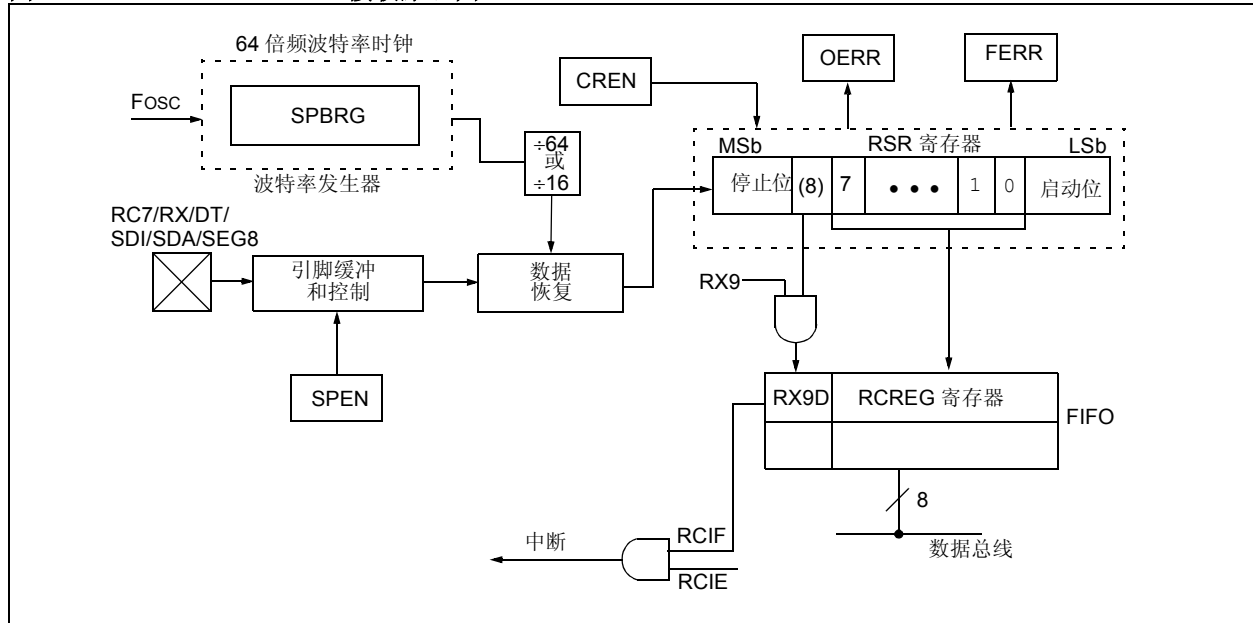 64 倍频波特率时钟
FOSC
SPBRG
波特率发生器
÷64
或
÷16
CREN
OERR
FERR
MSb
RSR 寄存器
LSb
停止位
(8)
7
• • •
1
0
启动位
RC7/RX/DT/
SDI/SDA/SEG8
引脚缓冲
和控制
数据
恢复
RX9
SPEN
RX9D
RCREG 寄存器
FIFO
8
数据总线
中断
RCIF
RCIE